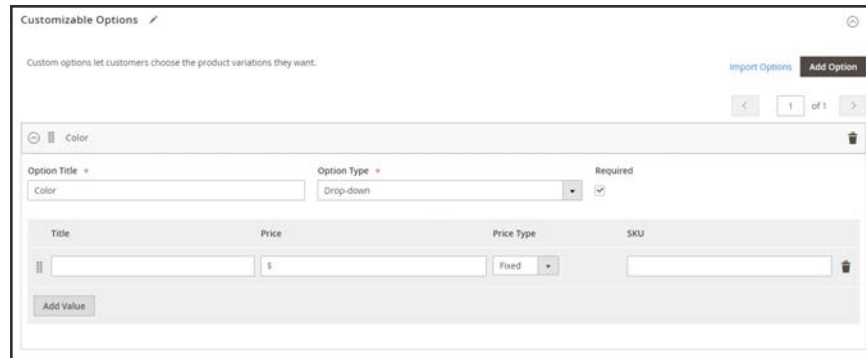 Customizable Options
Custom options let customers choose the product variations they want.
Import Options Add Option
1 of 1
Color
Option Title * Option Type * Required
Color Drop-down
Title Price Price Type SKU
$ Fixed
Add Value